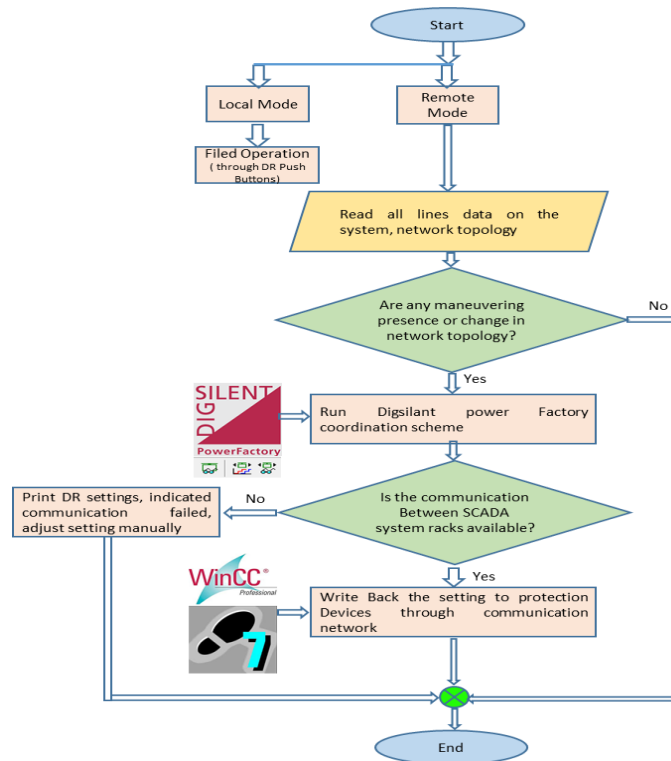 Start
Local Mode
Remote
Mode
Filed Operation
( through DR Push
Buttons)
Read all lines data on the
system, network topology
Are any maneuvering
presence or change in
network topology?
No
Yes
DIG
SILENT
PowerFactory
Run Digsilant power Factory
coordination scheme
Is the communication
Between SCADA
system racks available?
No
Print DR settings, indicated
communication failed,
adjust setting manually
Yes
WinCC®
Professional
7
Write Back the setting to protection
Devices through communication
network
End